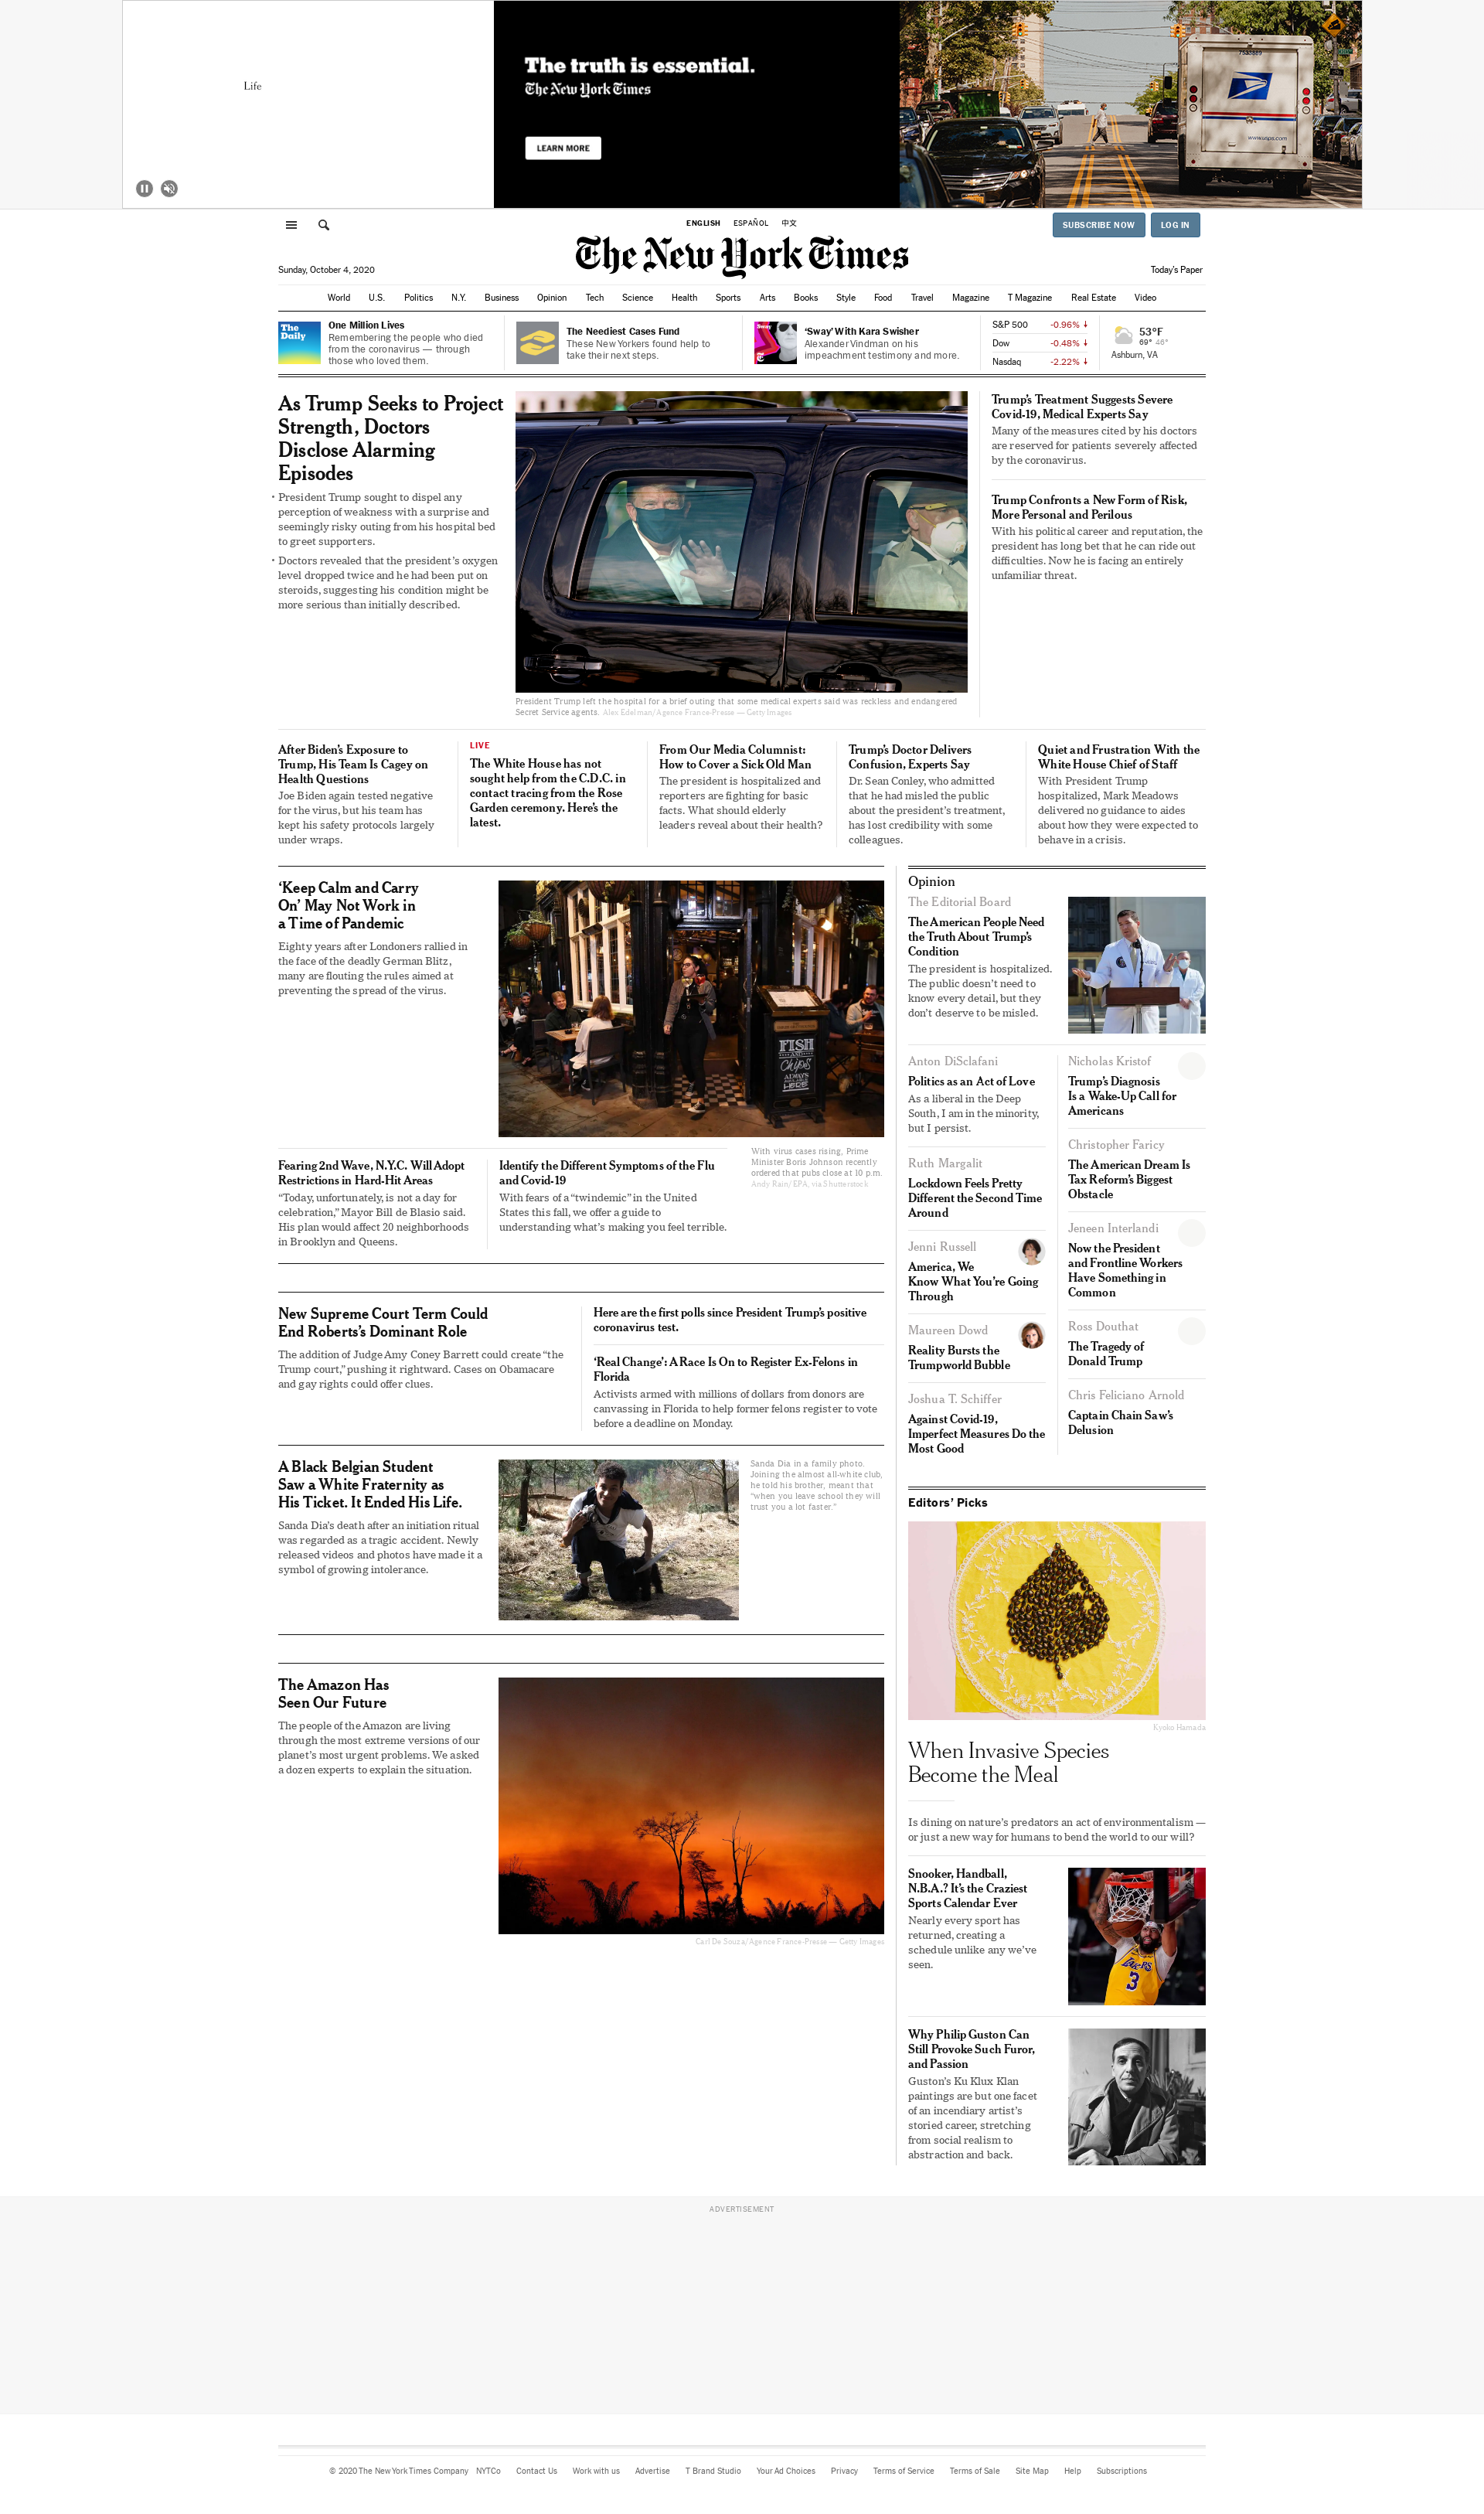 Life
The truth is essential.
The New York Times
LEARN MORE
ENGLISH ESPAÑOL 中文
SUBSCRIBE NOW LOG IN
The New York Times
Sunday, October 4, 2020
Today's Paper
World U.S. Politics N.Y. Business Opinion Tech Science Health Sports Arts Books Style Food Travel Magazine T Magazine Real Estate Video
The Daily
One Million Lives
Remembering the people who died
from the coronavirus — through
those who loved them.
The Neediest Cases Fund
These New Yorkers found help to
take their next steps.
Sway
‘Sway’ With Kara Swisher
Alexander Vindman on his
impeachment testimony and more.
S&P 500 -0.96% ↓
Dow -0.48% ↓
Nasdaq -2.22% ↓
53°F
69° 46°
Ashburn, VA
As Trump Seeks to Project
Strength, Doctors
Disclose Alarming
Episodes
• President Trump sought to dispel any
perception of weakness with a surprise and
seemingly risky outing from his hospital bed
to greet supporters.
• Doctors revealed that the president’s oxygen
level dropped twice and he had been put on
steroids, suggesting his condition might be
more serious than initially described.
President Trump left the hospital for a brief outing that some medical experts said was reckless and endangered
Secret Service agents. Alex Edelman/Agence France-Presse — Getty Images
Trump’s Treatment Suggests Severe
Covid-19, Medical Experts Say
Many of the measures cited by his doctors
are reserved for patients severely affected
by the coronavirus.
Trump Confronts a New Form of Risk,
More Personal and Perilous
With his political career and reputation, the
president has long bet that he can ride out
difficulties. Now he is facing an entirely
unfamiliar threat.
After Biden’s Exposure to
Trump, His Team Is Cagey on
Health Questions
Joe Biden again tested negative
for the virus, but his team has
kept his safety protocols largely
under wraps.
LIVE
The White House has not
sought help from the C.D.C. in
contact tracing from the Rose
Garden ceremony. Here’s the
latest.
From Our Media Columnist:
How to Cover a Sick Old Man
The president is hospitalized and
reporters are fighting for basic
facts. What should elderly
leaders reveal about their health?
Trump’s Doctor Delivers
Confusion, Experts Say
Dr. Sean Conley, who admitted
that he had misled the public
about the president’s treatment,
has lost credibility with some
colleagues.
Quiet and Frustration With the
White House Chief of Staff
With President Trump
hospitalized, Mark Meadows
delivered no guidance to aides
about how they were expected to
behave in a crisis.
‘Keep Calm and Carry
On’ May Not Work in
a Time of Pandemic
Eighty years after Londoners rallied in
the face of the deadly German Blitz,
many are flouting the rules aimed at
preventing the spread of the virus.
FISH
AND
Chips
ALWAYS
HERE
With virus cases rising, Prime
Minister Boris Johnson recently
ordered that pubs close at 10 p.m.
Andy Rain/EPA, via Shutterstock
Fearing 2nd Wave, N.Y.C. Will Adopt
Restrictions in Hard-Hit Areas
“Today, unfortunately, is not a day for
celebration,” Mayor Bill de Blasio said.
His plan would affect 20 neighborhoods
in Brooklyn and Queens.
Identify the Different Symptoms of the Flu
and Covid-19
With fears of a “twindemic” in the United
States this fall, we offer a guide to
understanding what’s making you feel terrible.
New Supreme Court Term Could
End Roberts’s Dominant Role
The addition of Judge Amy Coney Barrett could create “the
Trump court,” pushing it rightward. Cases on Obamacare
and gay rights could offer clues.
Here are the first polls since President Trump’s positive
coronavirus test.
‘Real Change’: A Race Is On to Register Ex-Felons in
Florida
Activists armed with millions of dollars from donors are
canvassing in Florida to help former felons register to vote
before a deadline on Monday.
A Black Belgian Student
Saw a White Fraternity as
His Ticket. It Ended His Life.
Sanda Dia’s death after an initiation ritual
was regarded as a tragic accident. Newly
released videos and photos have made it a
symbol of growing intolerance.
Sanda Dia in a family photo.
Joining the almost all-white club,
he told his brother, meant that
“when you leave school they will
trust you a lot faster.”
The Amazon Has
Seen Our Future
The people of the Amazon are living
through the most extreme versions of our
planet’s most urgent problems. We asked
a dozen experts to explain the situation.
Carl De Souza/Agence France-Presse — Getty Images
Opinion
The Editorial Board
The American People Need
the Truth About Trump’s
Condition
The president is hospitalized.
The public doesn’t need to
know every detail, but they
don’t deserve to be misled.
Anton DiSclafani
Politics as an Act of Love
As a liberal in the Deep
South, I am in the minority,
but I persist.
Ruth Margalit
Lockdown Feels Pretty
Different the Second Time
Around
Jenni Russell
America, We
Know What You’re Going
Through
Maureen Dowd
Reality Bursts the
Trumpworld Bubble
Joshua T. Schiffer
Against Covid-19,
Imperfect Measures Do the
Most Good
Nicholas Kristof
Trump’s Diagnosis
Is a Wake-Up Call for
Americans
Christopher Faricy
The American Dream Is
Tax Reform’s Biggest
Obstacle
Jeneen Interlandi
Now the President
and Frontline Workers
Have Something in
Common
Ross Douthat
The Tragedy of
Donald Trump
Chris Feliciano Arnold
Captain Chain Saw’s
Delusion
Editors’ Picks
Kyoko Hamada
When Invasive Species
Become the Meal
Is dining on nature’s predators an act of environmentalism —
or just a new way for humans to bend the world to our will?
Snooker, Handball,
N.B.A.? It’s the Craziest
Sports Calendar Ever
Nearly every sport has
returned, creating a
schedule unlike any we’ve
seen.
3
Why Philip Guston Can
Still Provoke Such Furor,
and Passion
Guston’s Ku Klux Klan
paintings are but one facet
of an incendiary artist’s
storied career, stretching
from social realism to
abstraction and back.
ADVERTISEMENT
© 2020 The New York Times Company NYTCo Contact Us Work with us Advertise T Brand Studio Your Ad Choices Privacy Terms of Service Terms of Sale Site Map Help Subscriptions